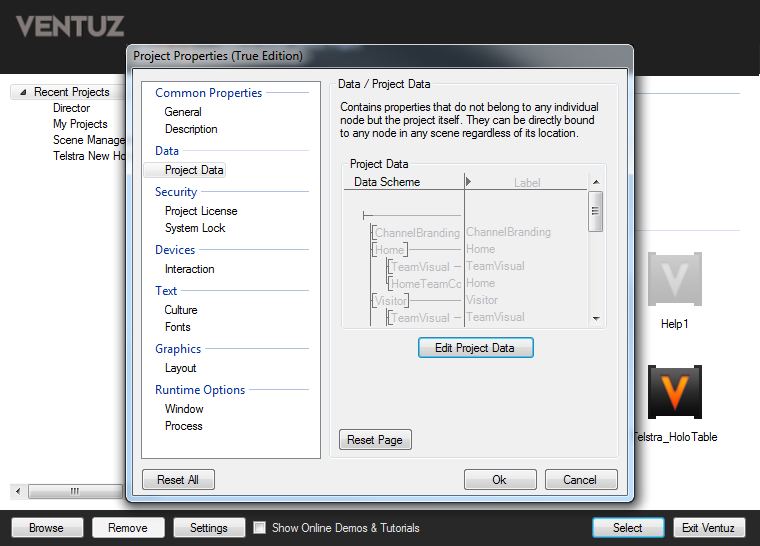 VENTUZ
Project Properties (True Edition)
Recent Projects
Director
My Projects
Scene Manage
Telstra New Ho
Common Properties
General
Description
Data
Project Data
Security
Project License
System Lock
Devices
Interaction
Text
Culture
Fonts
Graphics
Layout
Runtime Options
Window
Process
Data / Project Data
Contains properties that do not belong to any individual
node but the project itself. They can be directly bound
to any node in any scene regardless of its location.
Project Data
Data Scheme Label
ChannelBranding ChannelBranding
Home Home
TeamVisual TeamVisual
HomeTeamCo Home
Visitor Visitor
TeamVisual TeamVisual
Edit Project Data
Reset Page
Reset All Ok Cancel
Help1
Telstra_HoloTable
Browse Remove Settings Show Online Demos & Tutorials Select Exit Ventuz